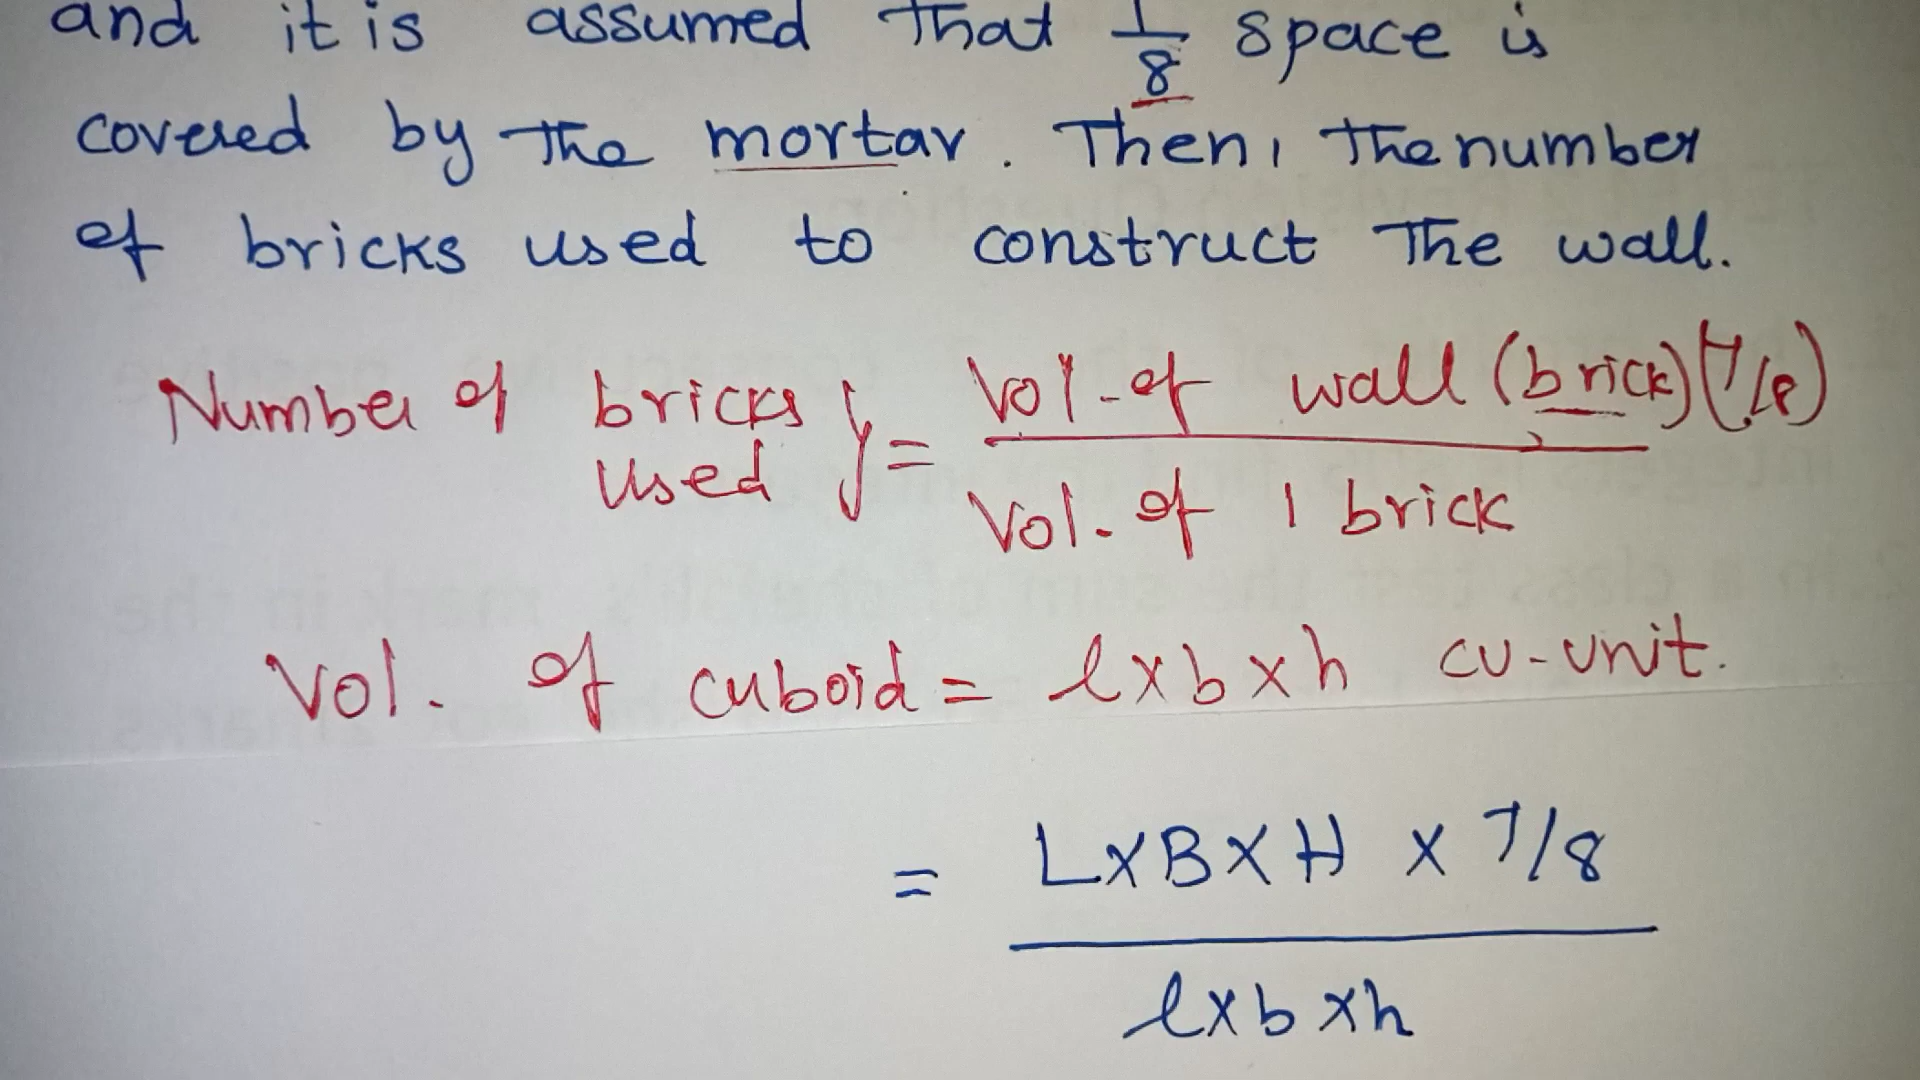 and it is assumed that 1/8 space is
covered by the mortar. Then, the number
of bricks used to construct the wall.
Number of bricks used } = Vol. of wall (brick) (7/8)
Vol. of 1 brick
Vol. of cuboid = l×b×h cu-unit.
= L×B×H × 7/8
l×b×h